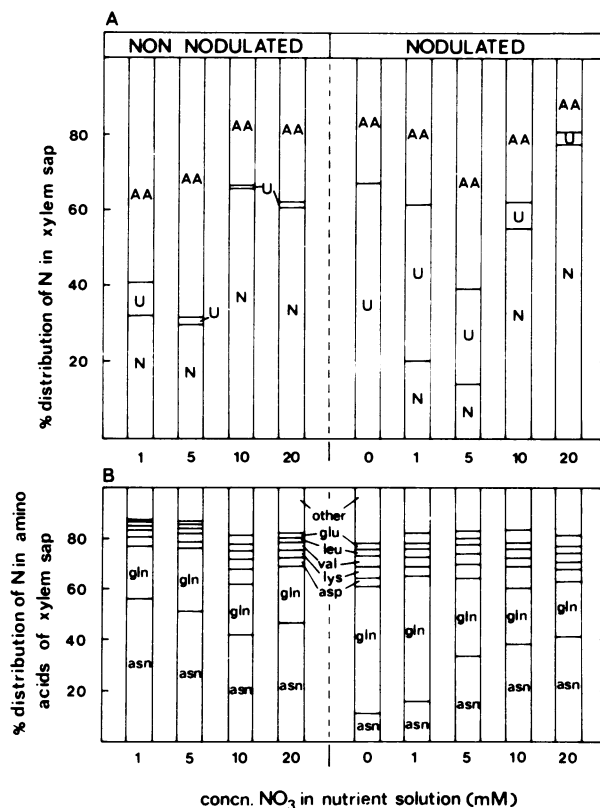 A
NON NODULATED NODULATED
% distribution of N in xylem sap
80
60
40
20
AA
U
N
AA
U
N
AA
U
N
AA
N
AA
U
AA
U
N
AA
U
N
AA
U
N
AA
U
N
1 5 10 20 0 1 5 10 20
B
% distribution of N in amino
acids of xylem sap
80
60
40
20
other
glu
leu
val
lys
asp
gln gln gln gln gln gln gln gln gln
asn asn asn asn asn asn asn asn asn
1 5 10 20 0 1 5 10 20
concn. NO3 in nutrient solution (mM)